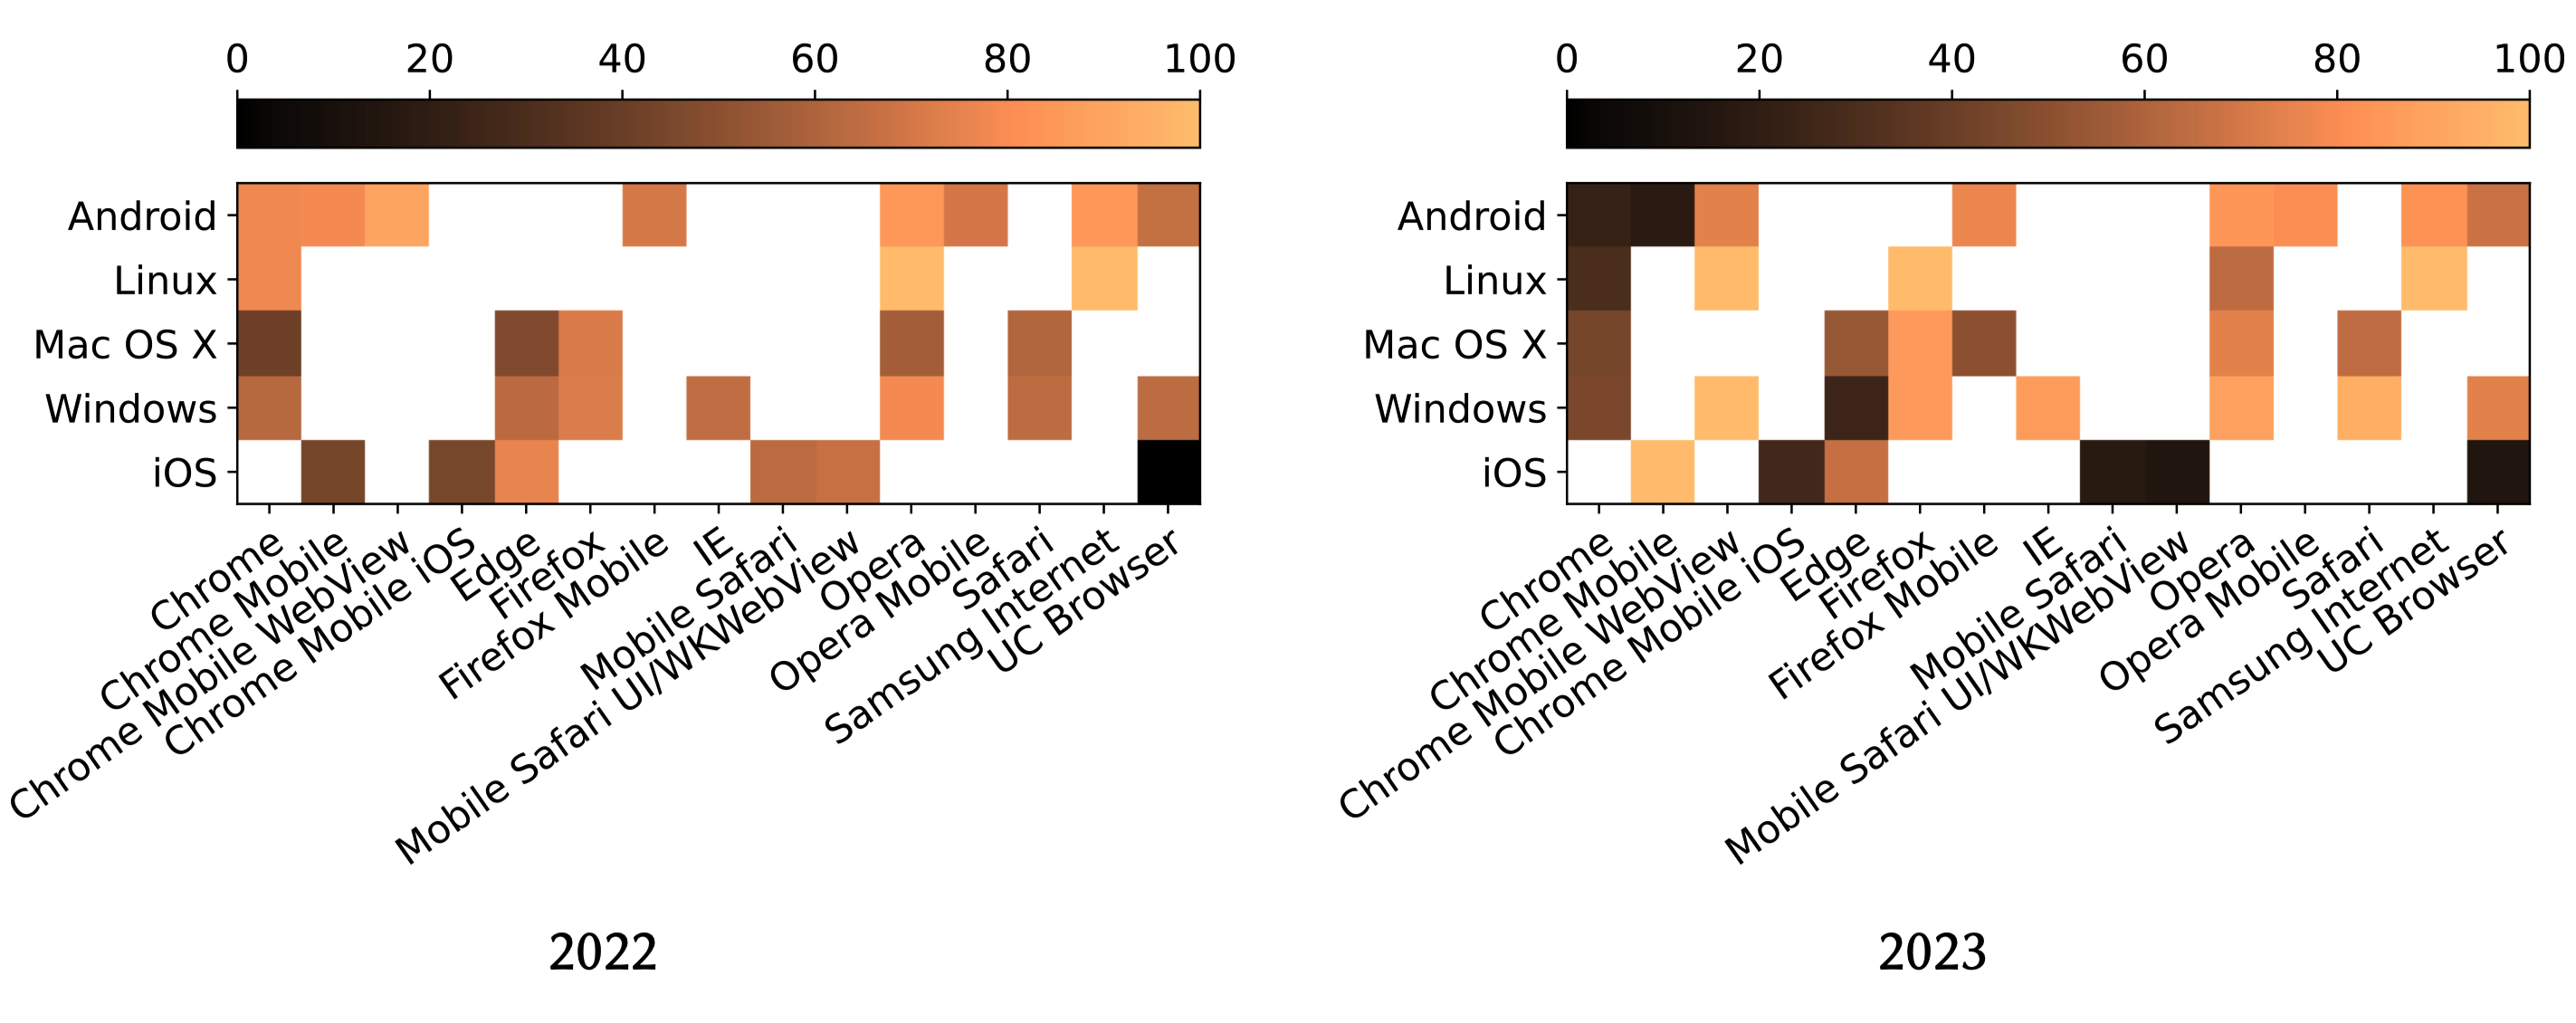 0 20 40 60 80 100
Android
Linux
Mac OS X
Windows
iOS
Chrome
Chrome Mobile
Chrome Mobile WebView
Chrome Mobile iOS
Edge
Firefox
Firefox Mobile
IE
Mobile Safari
Mobile Safari UI/WKWebView
Opera
Opera Mobile
Safari
Samsung Internet
UC Browser
2022
0 20 40 60 80 100
Android
Linux
Mac OS X
Windows
iOS
Chrome
Chrome Mobile
Chrome Mobile WebView
Chrome Mobile iOS
Edge
Firefox
Firefox Mobile
IE
Mobile Safari
Mobile Safari UI/WKWebView
Opera
Opera Mobile
Safari
Samsung Internet
UC Browser
2023